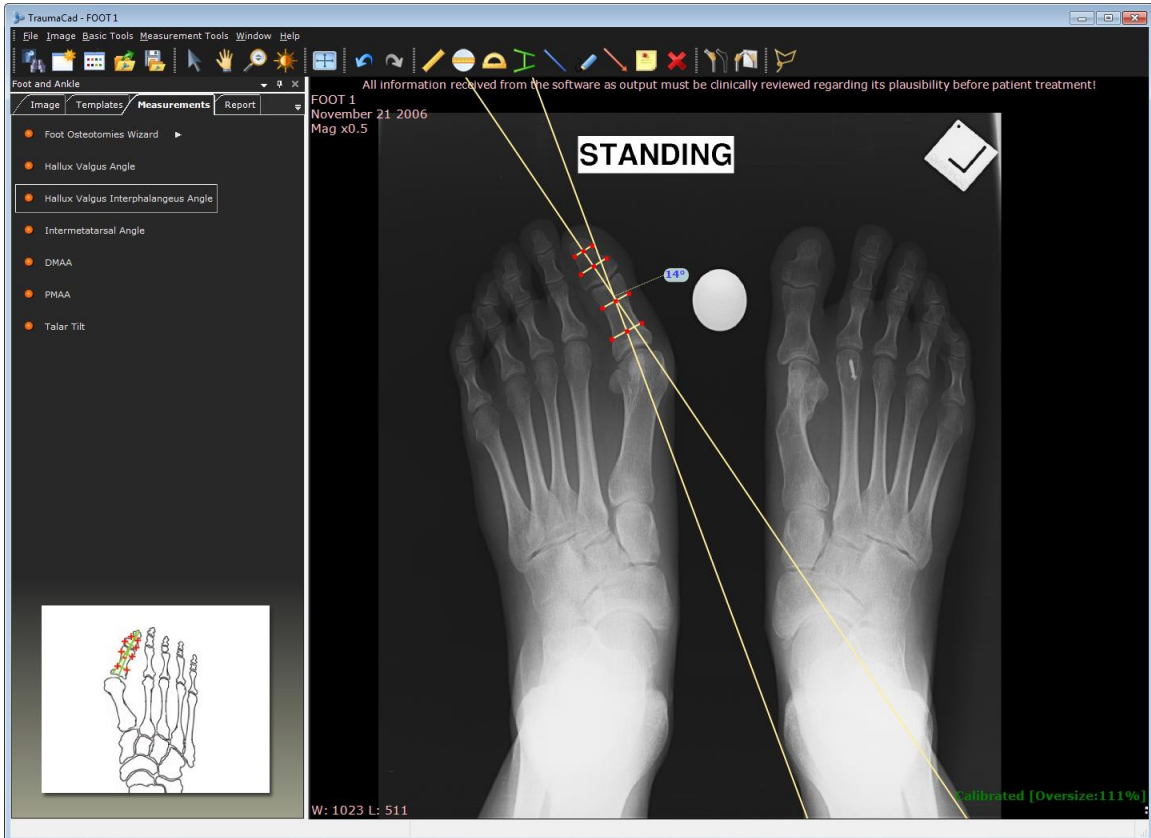 TraumaCad - FOOT 1
File Image Basic Tools Measurement Tools Window Help
Foot and Ankle
Image Templates Measurements Report
Foot Osteotomies Wizard
Hallux Valgus Angle
Hallux Valgus Interphalangeus Angle
Intermetatarsal Angle
DMAA
PMAA
Talar Tilt
All information received from the software as output must be clinically reviewed regarding its plausibility before patient treatment!
FOOT 1
November 21 2006
Mag x0.5
STANDING
14°
W: 1023 L: 511
Calibrated [Oversize:111%]